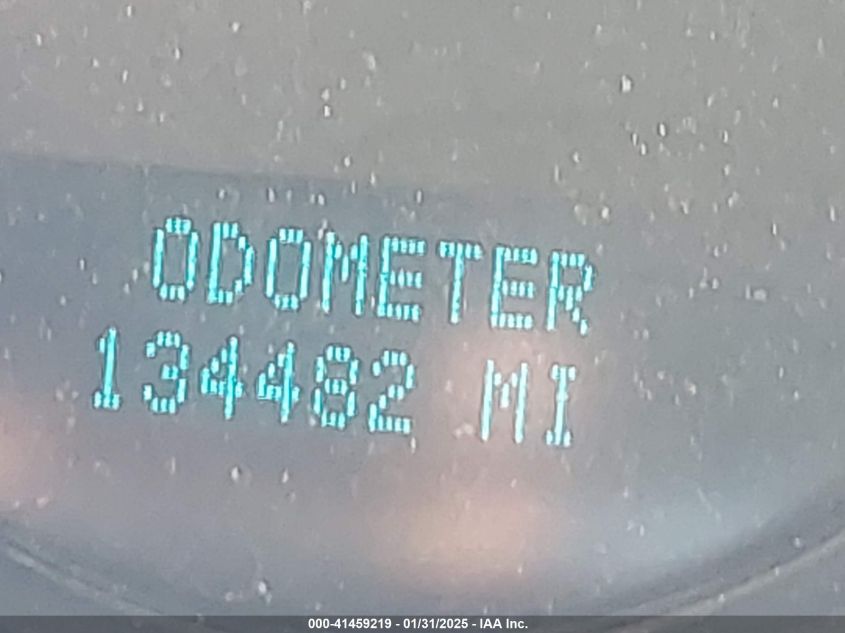 ODOMETER
134482 MI
000-41459219 - 01/31/2025 - IAA Inc.